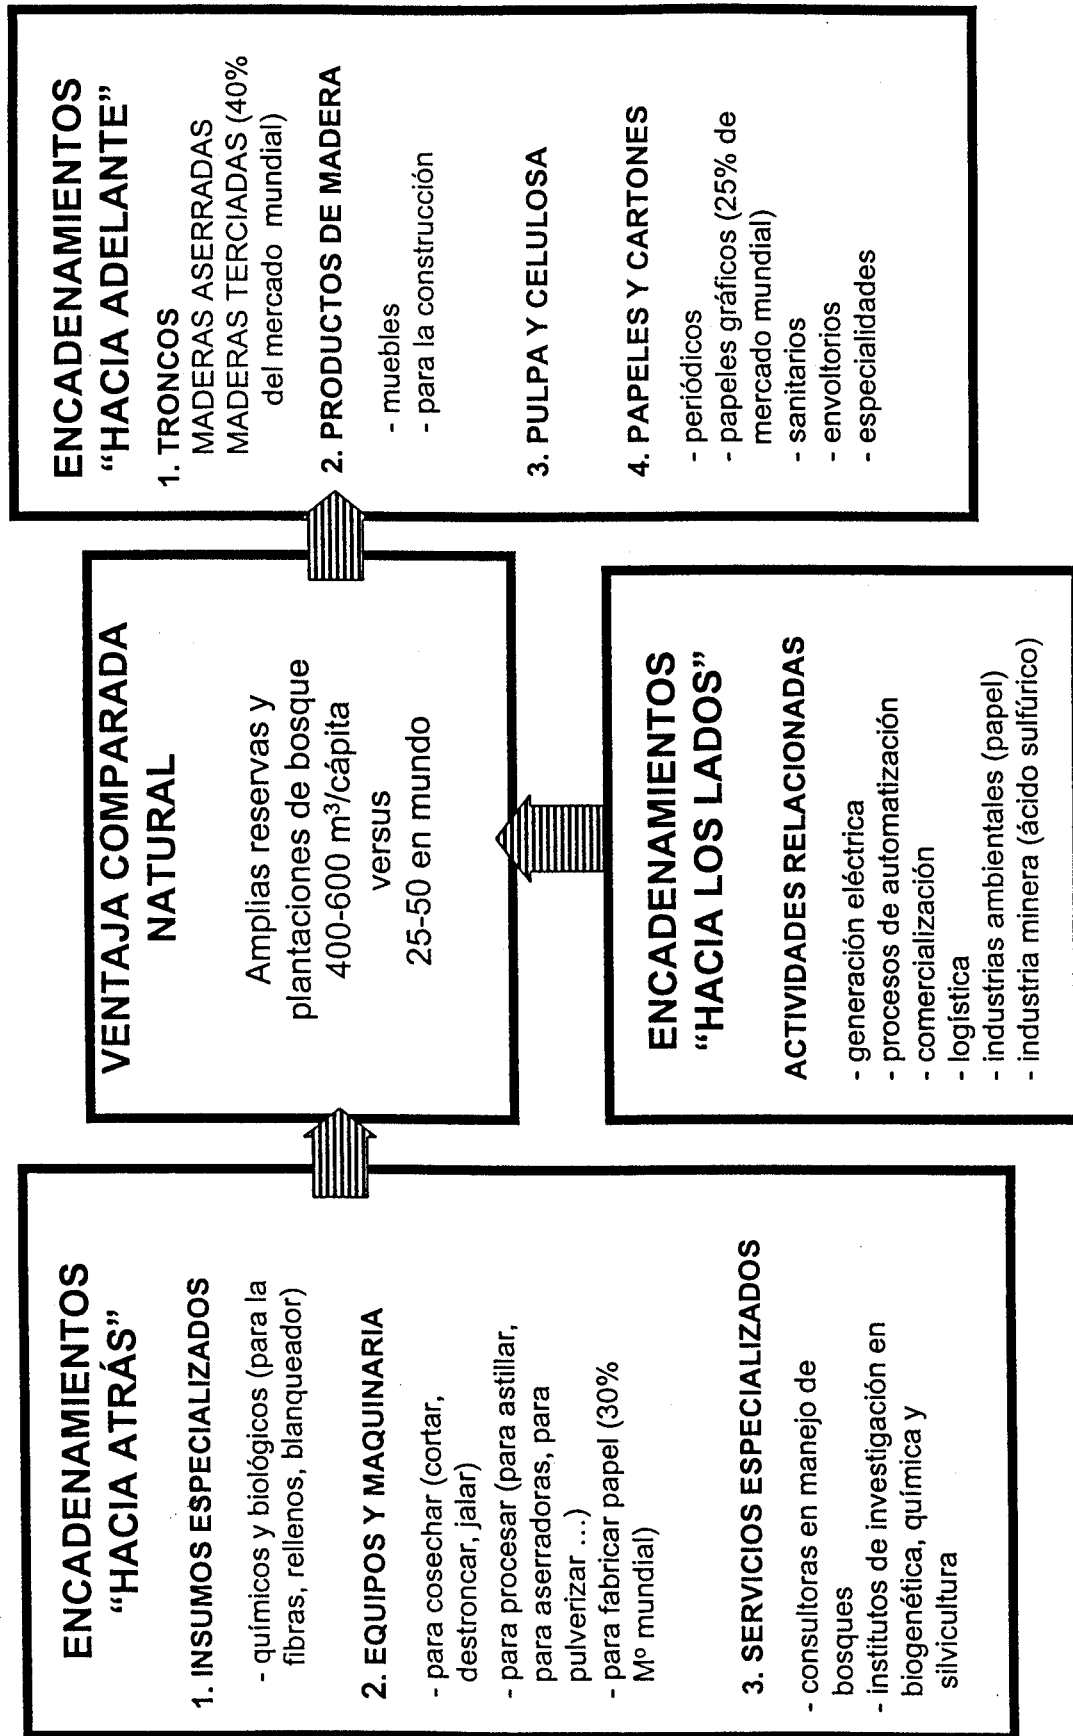 ENCADENAMIENTOS
“HACIA ATRÁS”
1. INSUMOS ESPECIALIZADOS
- químicos y biológicos (para la
fibras, rellenos, blanqueador)
2. EQUIPOS Y MAQUINARIA
- para cosechar (cortar,
destroncar, jalar)
- para procesar (para astillar,
para aserradoras, para
pulverizar ...)
- para fabricar papel (30%
Mº mundial)
3. SERVICIOS ESPECIALIZADOS
- consultoras en manejo de
bosques
- institutos de investigación en
biogenética, química y
silvicultura
VENTAJA COMPARADA
NATURAL
Amplias reservas y
plantaciones de bosque
400-600 m³/cápita
versus
25-50 en mundo
ENCADENAMIENTOS
“HACIA LOS LADOS”
ACTIVIDADES RELACIONADAS
- generación eléctrica
- procesos de automatización
- comercialización
- logística
- industrias ambientales (papel)
- industria minera (ácido sulfúrico)
ENCADENAMIENTOS
“HACIA ADELANTE”
1. TRONCOS
MADERAS ASERRADAS
MADERAS TERCIADAS (40%
del mercado mundial)
2. PRODUCTOS DE MADERA
- muebles
- para la construcción
3. PULPA Y CELULOSA
4. PAPELES Y CARTONES
- periódicos
- papeles gráficos (25% de
mercado mundial)
- sanitarios
- envoltorios
- especialidades